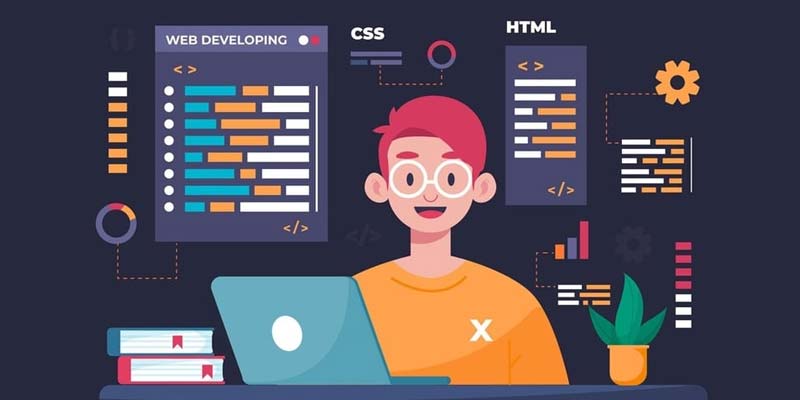 WEB DEVELOPING
CSS
HTML
< >
< >
</>
</>
</>
{ }
X